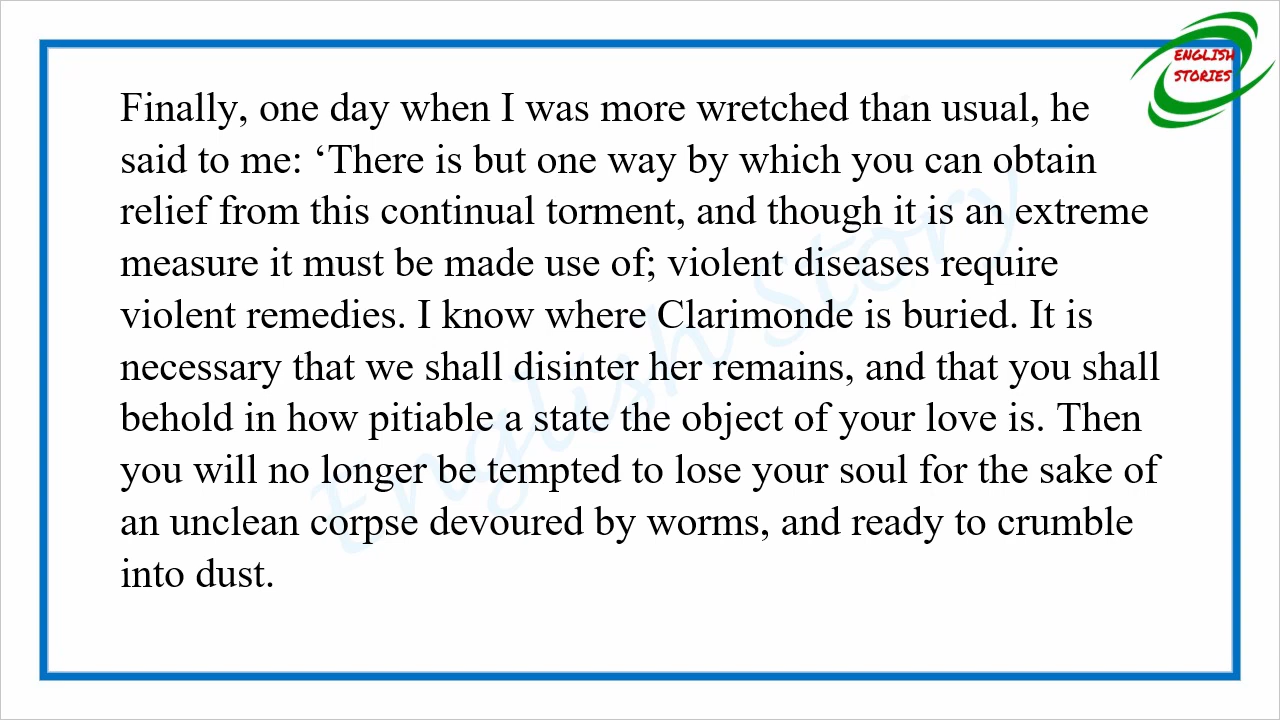 ENGLISH
STORIES
Finally, one day when I was more wretched than usual, he
said to me: ‘There is but one way by which you can obtain
relief from this continual torment, and though it is an extreme
measure it must be made use of; violent diseases require
violent remedies. I know where Clarimonde is buried. It is
necessary that we shall disinter her remains, and that you shall
behold in how pitiable a state the object of your love is. Then
you will no longer be tempted to lose your soul for the sake of
an unclean corpse devoured by worms, and ready to crumble
into dust.
English Story